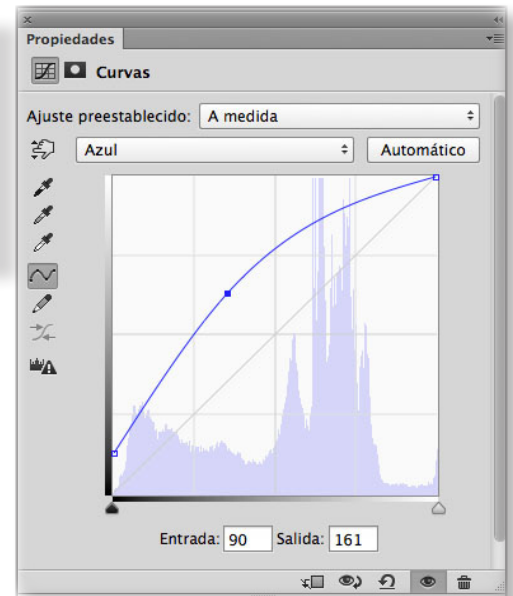 Propiedades
Curvas
Ajuste preestablecido: A medida
Azul Automático
Entrada: 90 Salida: 161